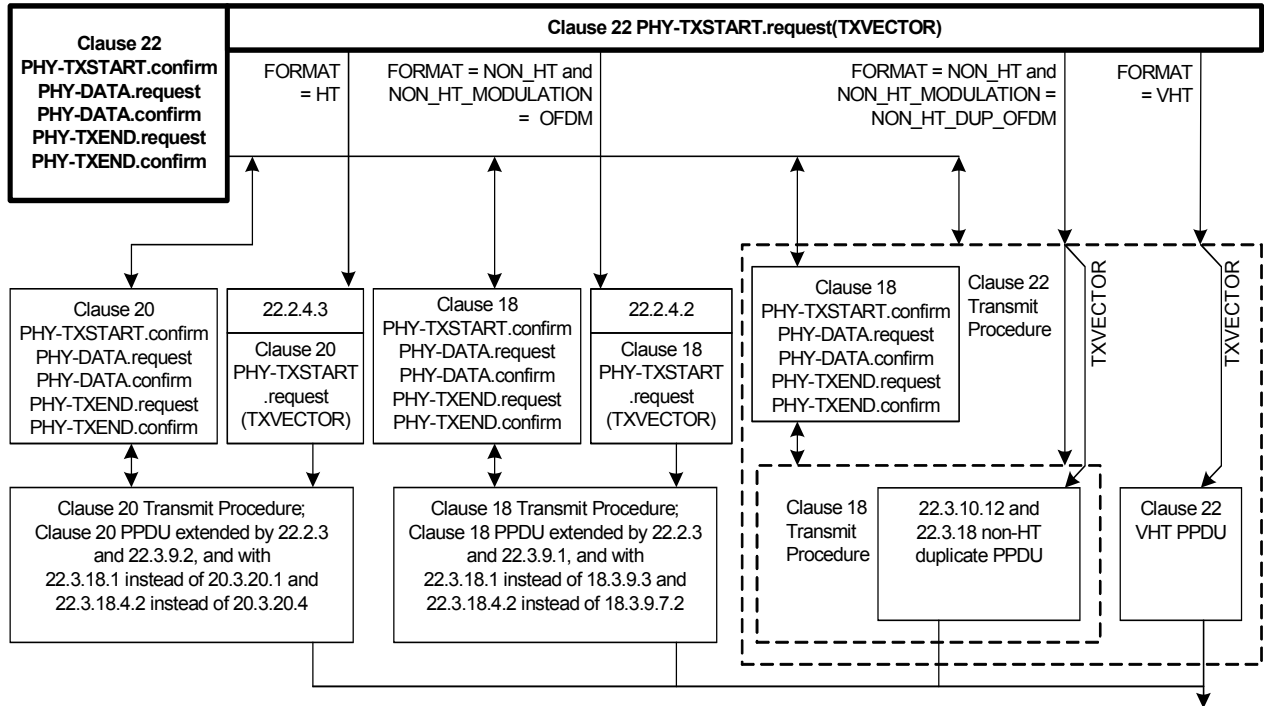 Clause 22
PHY-TXSTART.confirm
PHY-DATA.request
PHY-DATA.confirm
PHY-TXEND.request
PHY-TXEND.confirm
Clause 22 PHY-TXSTART.request(TXVECTOR)
FORMAT
= HT
FORMAT = NON_HT and
NON_HT_MODULATION
= OFDM
FORMAT = NON_HT and
NON_HT_MODULATION =
NON_HT_DUP_OFDM
FORMAT
= VHT
Clause 20
PHY-TXSTART.confirm
PHY-DATA.request
PHY-DATA.confirm
PHY-TXEND.request
PHY-TXEND.confirm
22.2.4.3
Clause 20
PHY-TXSTART
.request
(TXVECTOR)
Clause 18
PHY-TXSTART.confirm
PHY-DATA.request
PHY-DATA.confirm
PHY-TXEND.request
PHY-TXEND.confirm
22.2.4.2
Clause 18
PHY-TXSTART
.request
(TXVECTOR)
Clause 18
PHY-TXSTART.confirm
PHY-DATA.request
PHY-DATA.confirm
PHY-TXEND.request
PHY-TXEND.confirm
Clause 22
Transmit
Procedure
TXVECTOR
TXVECTOR
Clause 20 Transmit Procedure;
Clause 20 PPDU extended by 22.2.3
and 22.3.9.2, and with
22.3.18.1 instead of 20.3.20.1 and
22.3.18.4.2 instead of 20.3.20.4
Clause 18 Transmit Procedure;
Clause 18 PPDU extended by 22.2.3
and 22.3.9.1, and with
22.3.18.1 instead of 18.3.9.3 and
22.3.18.4.2 instead of 18.3.9.7.2
Clause 18
Transmit
Procedure
22.3.10.12 and
22.3.18 non-HT
duplicate PPDU
Clause 22
VHT PPDU